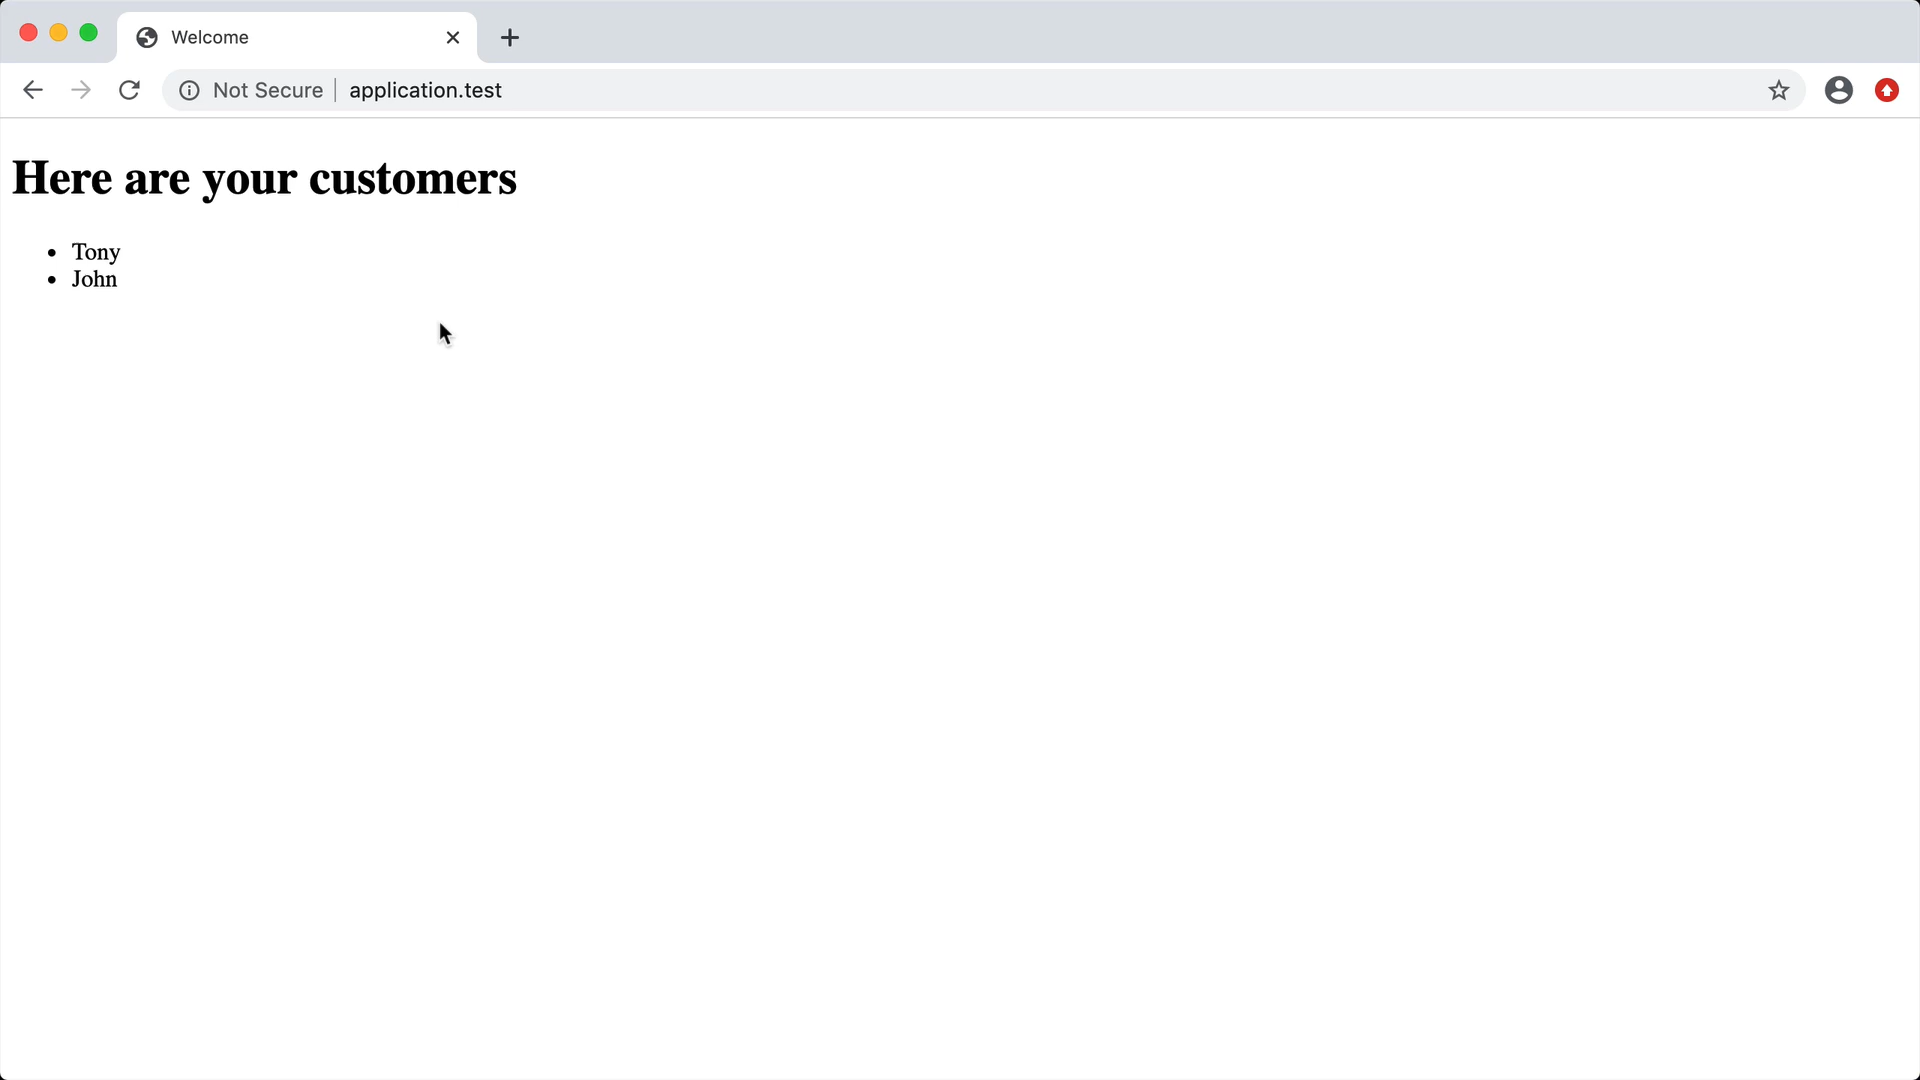 Welcome
Not Secure application.test
Here are your customers
Tony
John